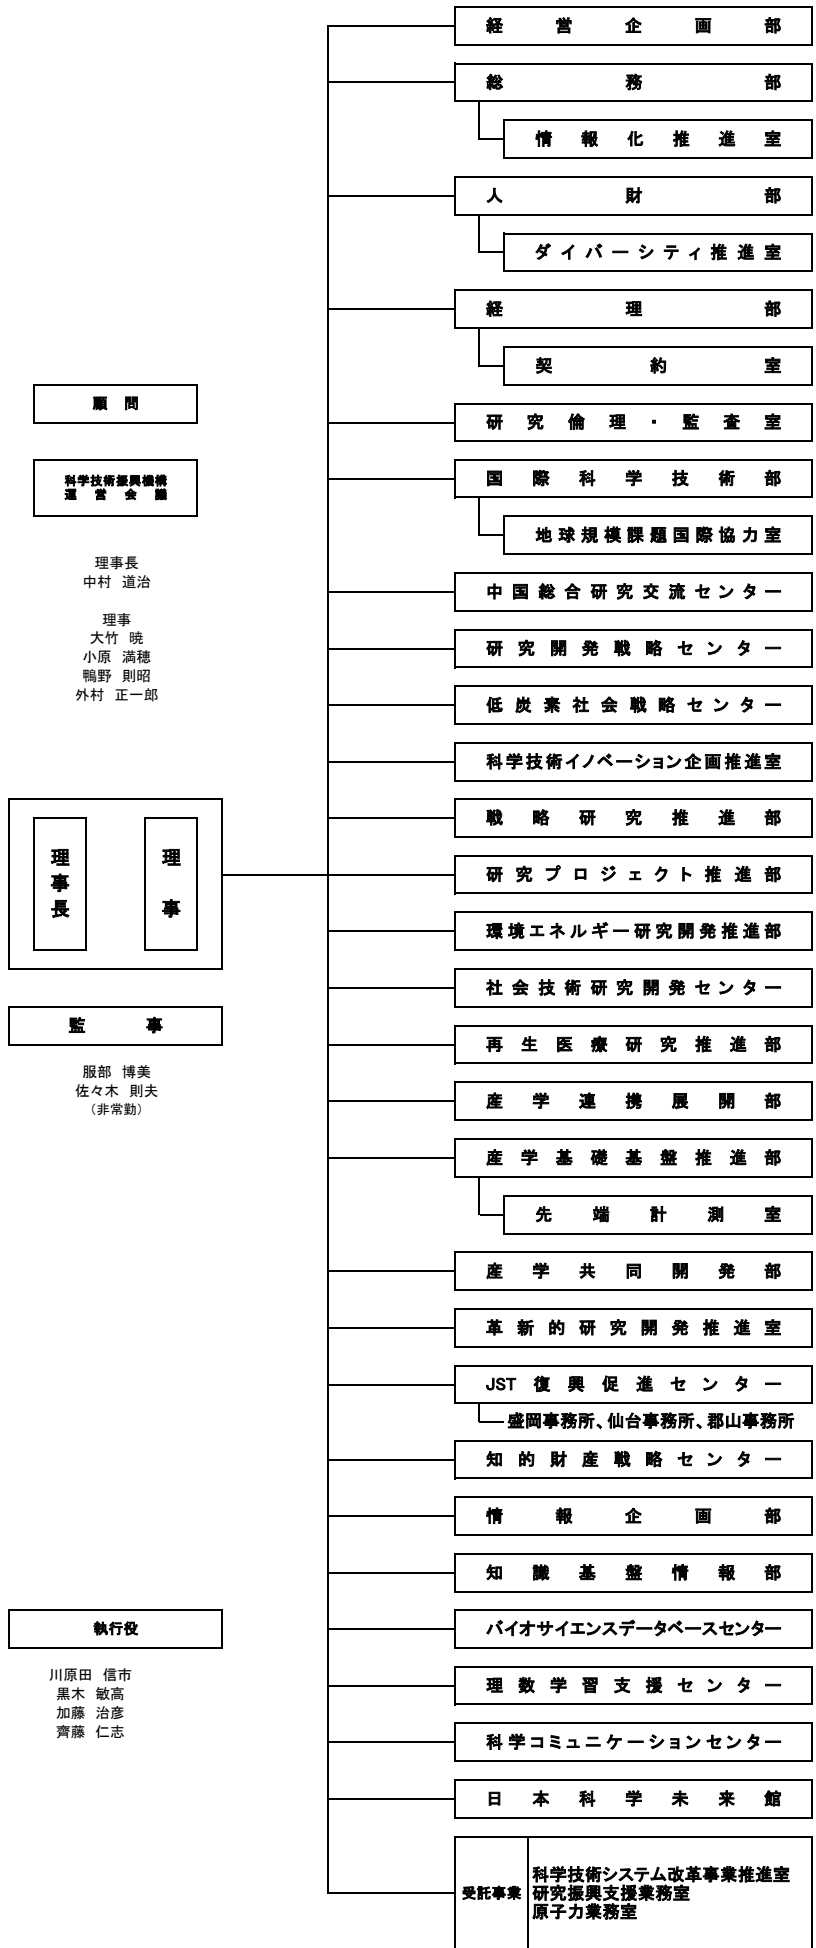 顧問
科学技術振興機構
運営会議
理事長
中村 道治
理事
大竹 暁
小原 満穂
鴨野 則昭
外村 正一郎
理事長
理事
監事
服部 博美
佐々木 則夫
（非常勤）
執行役
川原田 信市
黒木 敏高
加藤 治彦
齊藤 仁志
経営企画部
総務部
情報化推進室
人財部
ダイバーシティ推進室
経理部
契約室
研究倫理・監査室
国際科学技術部
地球規模課題国際協力室
中国総合研究交流センター
研究開発戦略センター
低炭素社会戦略センター
科学技術イノベーション企画推進室
戦略研究推進部
研究プロジェクト推進部
環境エネルギー研究開発推進部
社会技術研究開発センター
再生医療研究推進部
産学連携展開部
産学基礎基盤推進部
先端計測室
産学共同開発部
革新的研究開発推進室
JST復興促進センター
盛岡事務所、仙台事務所、郡山事務所
知的財産戦略センター
情報企画部
知識基盤情報部
バイオサイエンスデータベースセンター
理数学習支援センター
科学コミュニケーションセンター
日本科学未来館
受託事業
科学技術システム改革事業推進室
研究振興支援業務室
原子力業務室